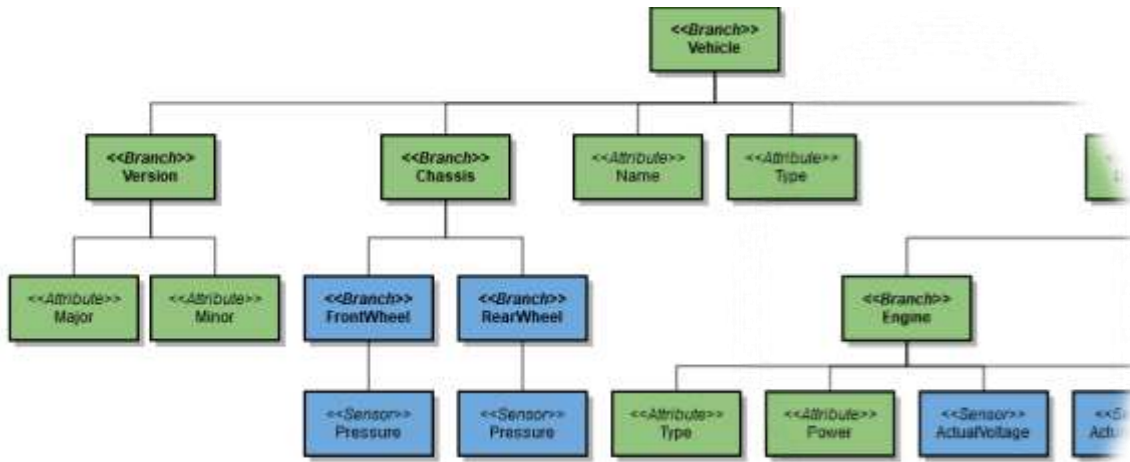 <<Branch>>
Vehicle
<<Branch>>
Version
<<Branch>>
Chassis
<<Attribute>>
Name
<<Attribute>>
Type
<<Attribute>>
Major
<<Attribute>>
Minor
<<Branch>>
FrontWheel
<<Branch>>
RearWheel
<<Branch>>
Engine
<<Sensor>>
Pressure
<<Sensor>>
Pressure
<<Attribute>>
Type
<<Attribute>>
Power
<<Sensor>>
ActualVoltage